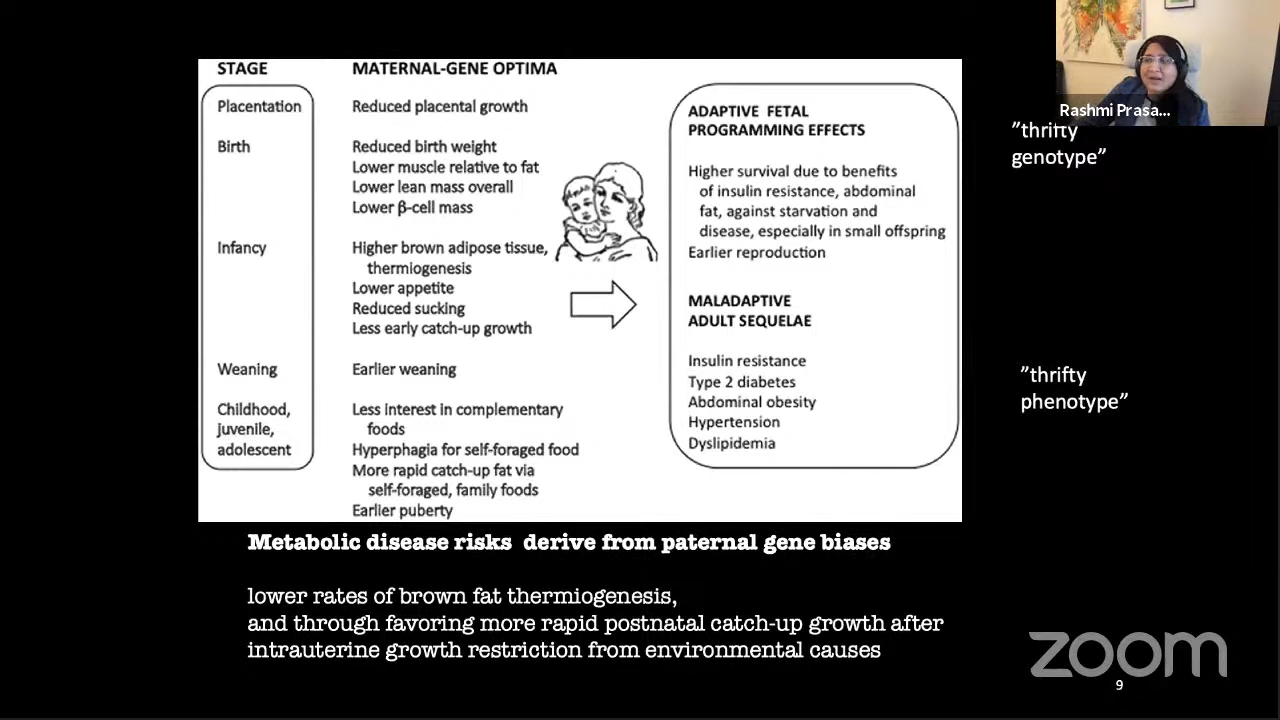 STAGE
Placentation
Birth
Infancy
Weaning
Childhood,
juvenile,
adolescent
MATERNAL-GENE OPTIMA
Reduced placental growth
Reduced birth weight
Lower muscle relative to fat
Lower lean mass overall
Lower β-cell mass
Higher brown adipose tissue,
thermiogenesis
Lower appetite
Reduced sucking
Less early catch-up growth
Earlier weaning
Less interest in complementary
foods
Hyperphagia for self-foraged food
More rapid catch-up fat via
self-foraged, family foods
Earlier puberty
ADAPTIVE FETAL
PROGRAMMING EFFECTS
Higher survival due to benefits
of insulin resistance, abdominal
fat, against starvation and
disease, especially in small offspring
Earlier reproduction
MALADAPTIVE
ADULT SEQUELAE
Insulin resistance
Type 2 diabetes
Abdominal obesity
Hypertension
Dyslipidemia
Rashmi Prasa...
”thrifty
genotype”
”thrifty
phenotype”
Metabolic disease risks derive from paternal gene biases
lower rates of brown fat thermiogenesis,
and through favoring more rapid postnatal catch-up growth after
intrauterine growth restriction from environmental causes
zoom
9